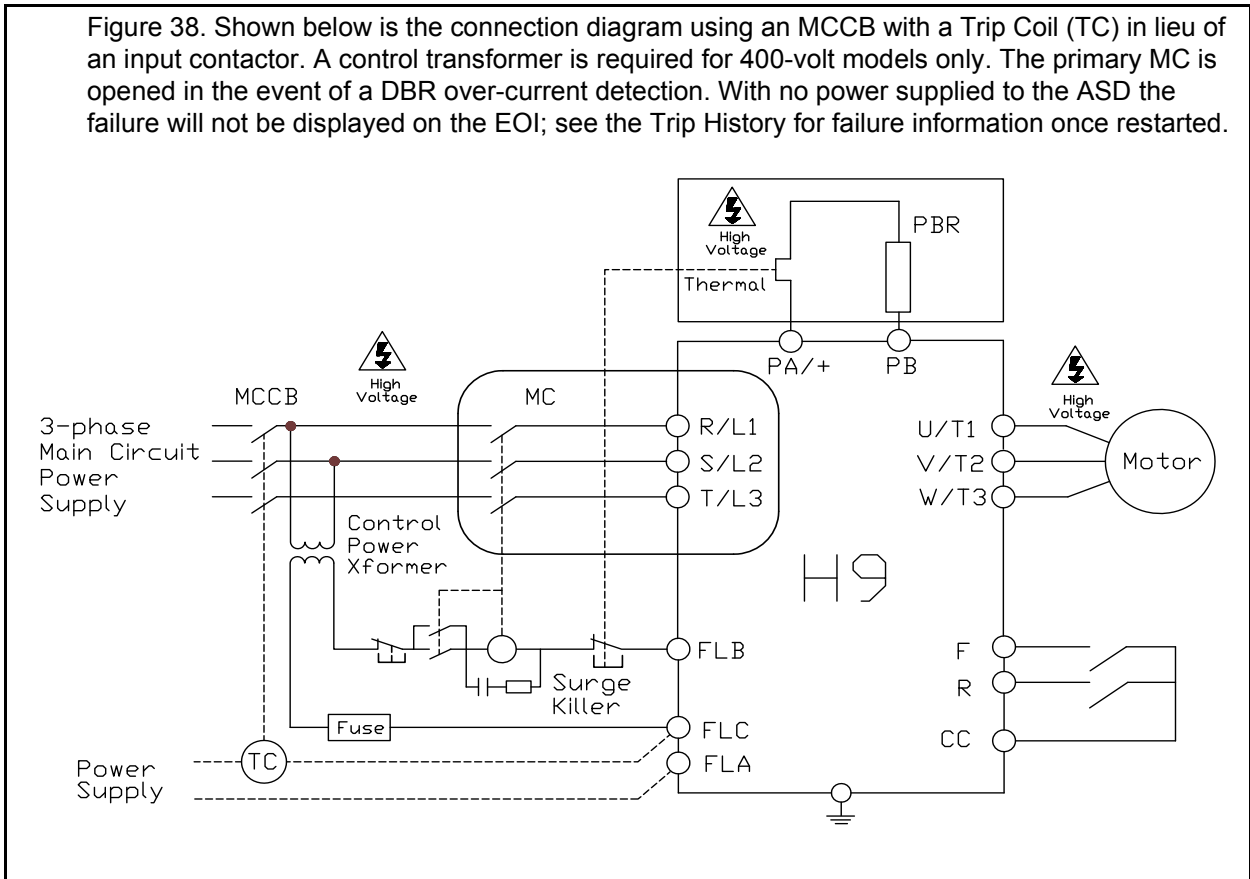 Figure 38. Shown below is the connection diagram using an MCCB with a Trip Coil (TC) in lieu of
an input contactor. A control transformer is required for 400-volt models only. The primary MC is
opened in the event of a DBR over-current detection. With no power supplied to the ASD the
failure will not be displayed on the EOI; see the Trip History for failure information once restarted.
High
Voltage
PBR
Thermal
PA/+
PB
High
Voltage
MCCB
MC
High
Voltage
3-phase
Main Circuit
Power
Supply
R/L1
S/L2
T/L3
U/T1
V/T2
W/T3
Motor
Control
Power
Xformer
H9
FLB
Surge
Killer
F
R
CC
Fuse
FLC
TC
FLA
Power
Supply